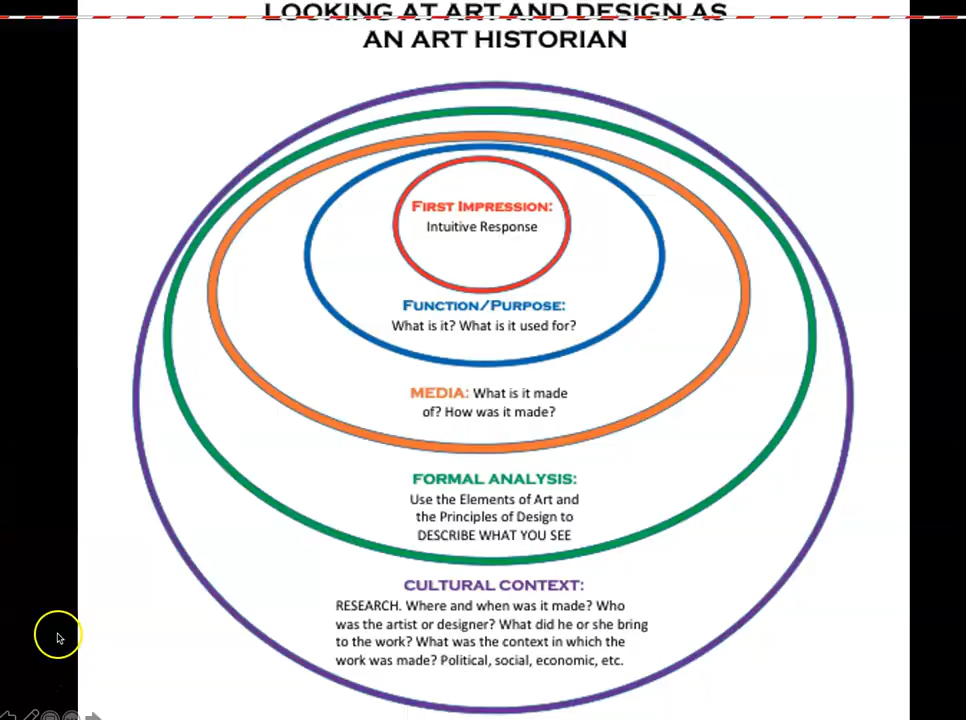 LOOKING AT ART AND DESIGN AS
AN ART HISTORIAN
FIRST IMPRESSION:
Intuitive Response
FUNCTION/PURPOSE:
What is it? What is it used for?
MEDIA: What is it made
of? How was it made?
FORMAL ANALYSIS:
Use the Elements of Art and
the Principles of Design to
DESCRIBE WHAT YOU SEE
CULTURAL CONTEXT:
RESEARCH. Where and when was it made? Who
was the artist or designer? What did he or she bring
to the work? What was the context in which the
work was made? Political, social, economic, etc.